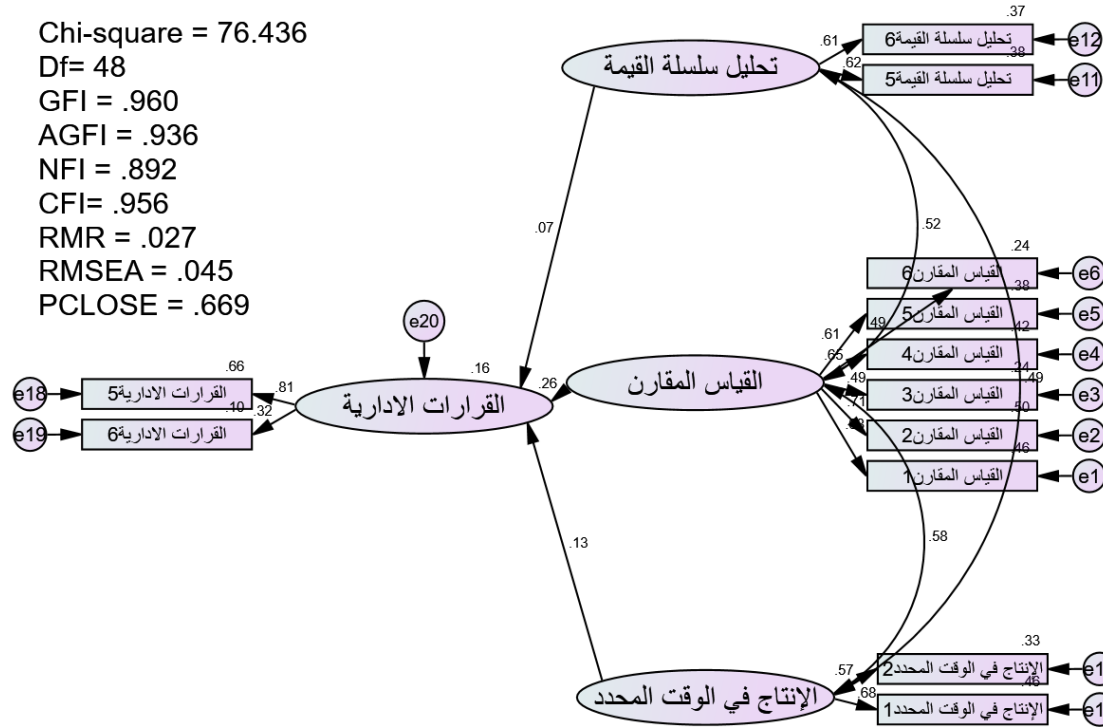 Chi-square = 76.436
Df= 48
GFI = .960
AGFI = .936
NFI = .892
CFI= .956
RMR = .027
RMSEA = .045
PCLOSE = .669
.37
تحليل سلسلة القيمة6
e12
.61
.38
تحليل سلسلة القيمة5
e11
.62
تحليل سلسلة القيمة
.07
.52
.24
القياس المقارن6
e6
.49
.38
القياس المقارن5
e5
.61
.42
القياس المقارن4
e4
.65
.24
القياس المقارن3
e3
.49
.49
القياس المقارن2
e2
.71
.46
القياس المقارن1
e1
القياس المقارن
.26
e20
.16
القرارات الادارية
.66
القرارات الادارية5
e18
.81
.10
القرارات الادارية6
e19
.32
.13
.58
.33
الإنتاج في الوقت المحدد2
e1
.57
.46
الإنتاج في الوقت المحدد1
e1
.68
الإنتاج في الوقت المحدد